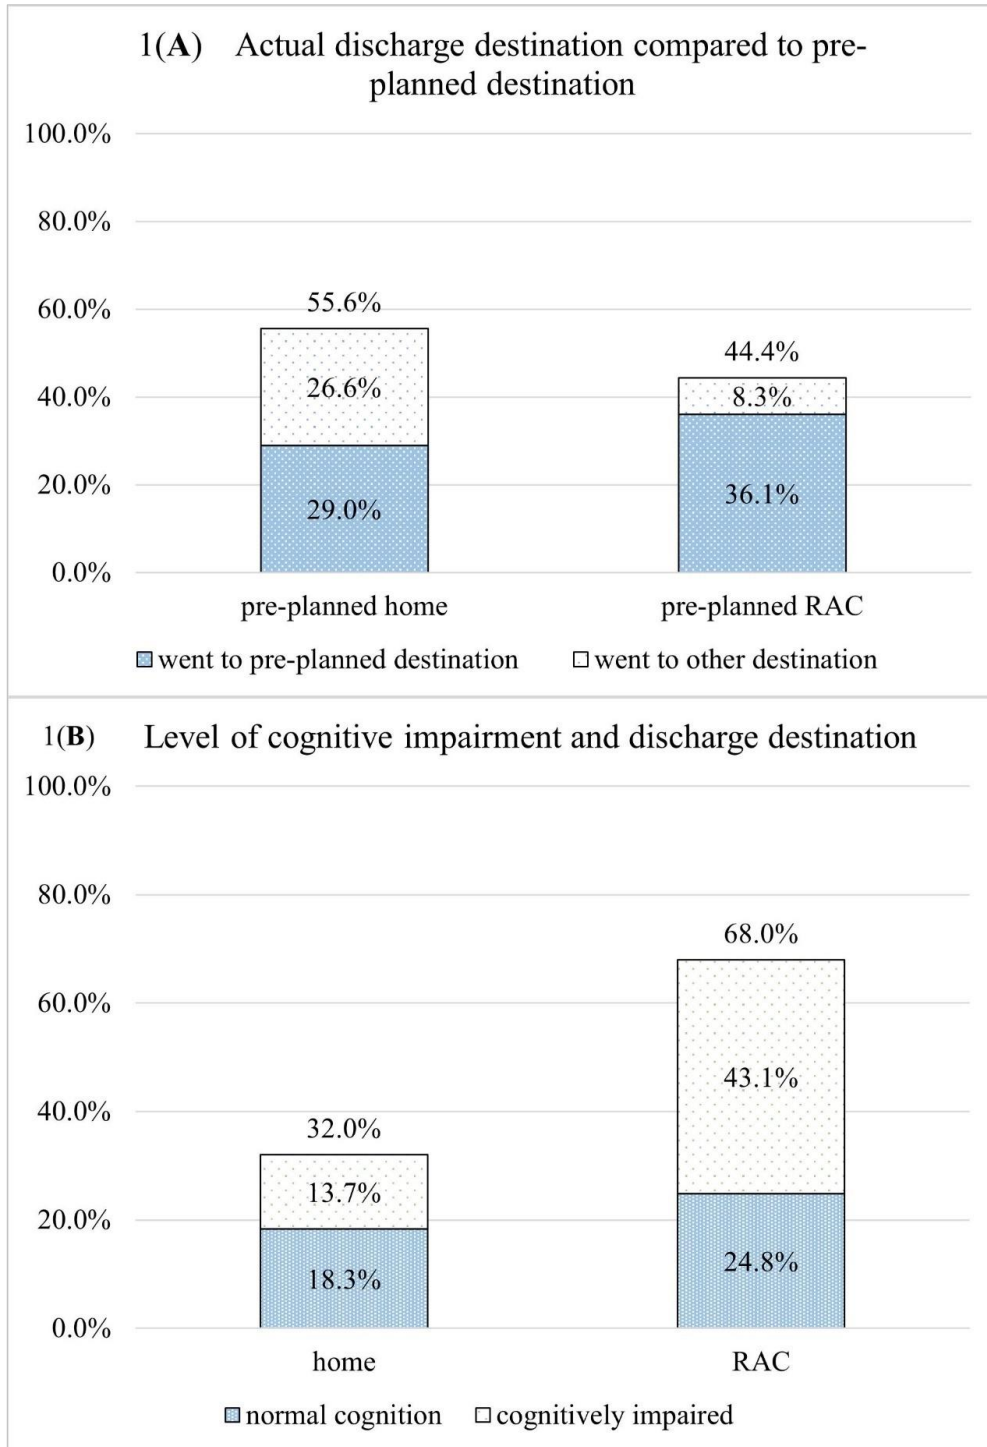 1(A) Actual discharge destination compared to pre-
planned destination
100.0%
80.0%
60.0%
40.0%
20.0%
0.0%
55.6%
26.6%
29.0%
44.4%
8.3%
36.1%
pre-planned home
pre-planned RAC
went to pre-planned destination
went to other destination
1(B) Level of cognitive impairment and discharge destination
100.0%
80.0%
60.0%
40.0%
20.0%
0.0%
32.0%
13.7%
18.3%
68.0%
43.1%
24.8%
home
RAC
normal cognition
cognitively impaired